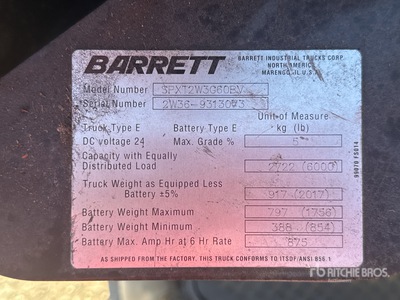 BARRETT
BARRETT INDUSTRIAL TRUCKS CORP.
NORTH AMERICA
MARENGO, IL U.S.A.
Model Number SPXT2W3G60BV
Serial Number 2W36-9313073
Unit of Measure
Truck Type E Battery Type E kg (lb)
DC voltage 24 Max. Grade % 5
Capacity with Equally
Distributed Load 2722 (6000)
Truck Weight as Equipped Less
Battery ±5% 917 (2017)
Battery Weight Maximum 797 (1756)
Battery Weight Minimum 388 (854)
Battery Max. Amp Hr at 6 Hr Rate 875
AS SHIPPED FROM THE FACTORY, THIS TRUCK CONFORMS TO ITSDF/ANSI B56.1
95079 FS014
RITCHIE BROS.